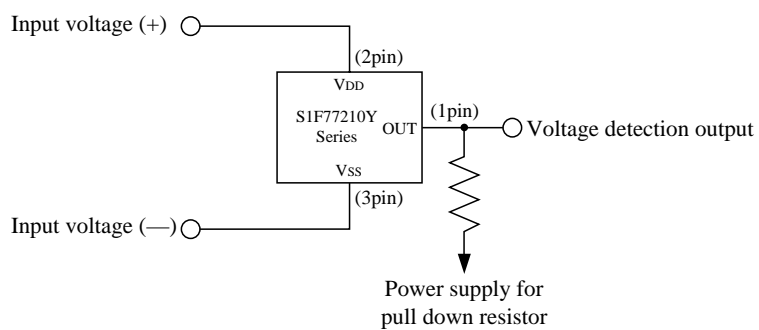 Input voltage (+)
(2pin)
VDD
S1F77210Y
Series
OUT
(1pin)
Voltage detection output
VSS
(3pin)
Input voltage (—)
Power supply for
pull down resistor